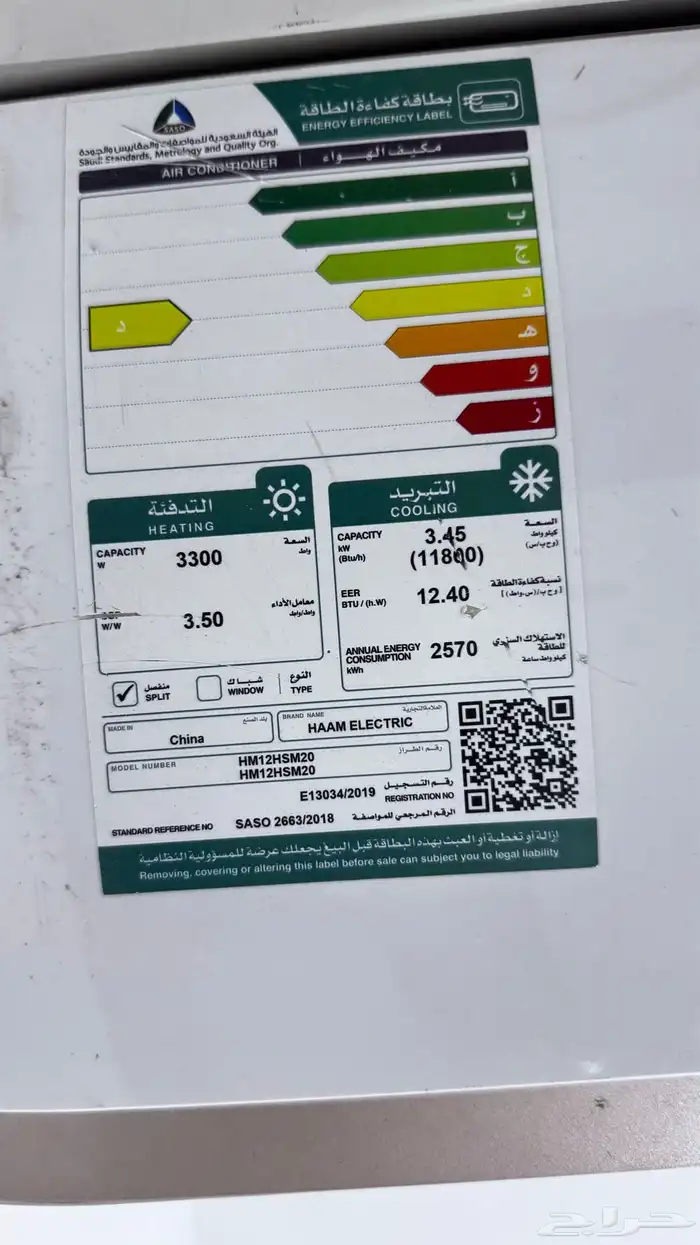 بطاقة كفاءة الطاقة
ENERGY EFFICIENCY LABEL
SASO
الهيئة السعودية للمواصفات والمقاييس والجودة
Saudi Standards, Metrology and Quality Org.
AIR CONDITIONER | مكيف الهواء
أ
ب
ج
د
د
هـ
و
ز
التدفئة
HEATING
CAPACITY
W
3300
السعة
واط
W/W
3.50
معامل الأداء
واط/واط
التبريد
COOLING
CAPACITY
kW
(Btu/h)
3.45
(11800)
السعة
كيلو واط
(و ح ب/س)
EER
BTU / (h.W)
12.40
نسبة كفاءة الطاقة
[و ح ب/(س.واط)]
ANNUAL ENERGY
CONSUMPTION
kWh
2570
الاستهلاك السنوي
للطاقة
كيلو واط ساعة
✓ منفصل
SPLIT
شباك
WINDOW
النوع
TYPE
MADE IN
بلد الصنع
China
BRAND NAME
العلامة التجارية
HAAM ELECTRIC
MODEL NUMBER
رقم الطراز
HM12HSM20
HM12HSM20
E13034/2019
رقم التسجيل
REGISTRATION NO
STANDARD REFERENCE NO
SASO 2663/2018
الرقم المرجعي للمواصفة
إزالة أو تغطية أو العبث بهذه البطاقة قبل البيع يجعلك عرضة للمسؤولية النظامية
Removing, covering or altering this label before sale can subject you to legal liability
حراج